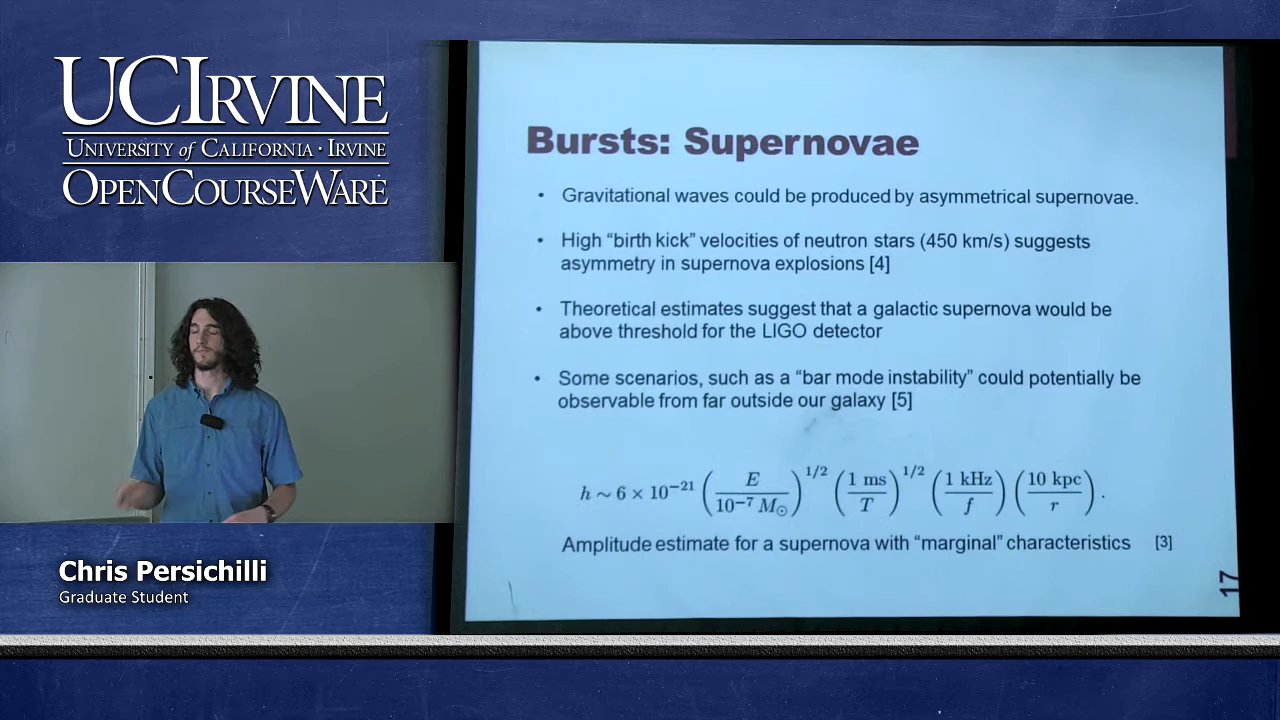 UCIRVINE
UNIVERSITY of CALIFORNIA · IRVINE
OPENCOURSEWARE
Bursts: Supernovae
• Gravitational waves could be produced by asymmetrical supernovae.
• High “birth kick” velocities of neutron stars (450 km/s) suggests
asymmetry in supernova explosions [4]
• Theoretical estimates suggest that a galactic supernova would be
above threshold for the LIGO detector
• Some scenarios, such as a “bar mode instability” could potentially be
observable from far outside our galaxy [5]
h ~ 6 × 10⁻²¹ (E / 10⁻⁷ M☉)^1/2 (1 ms / T)^1/2 (1 kHz / f) (10 kpc / r).
Amplitude estimate for a supernova with “marginal” characteristics [3]
17
Chris Persichilli
Graduate Student